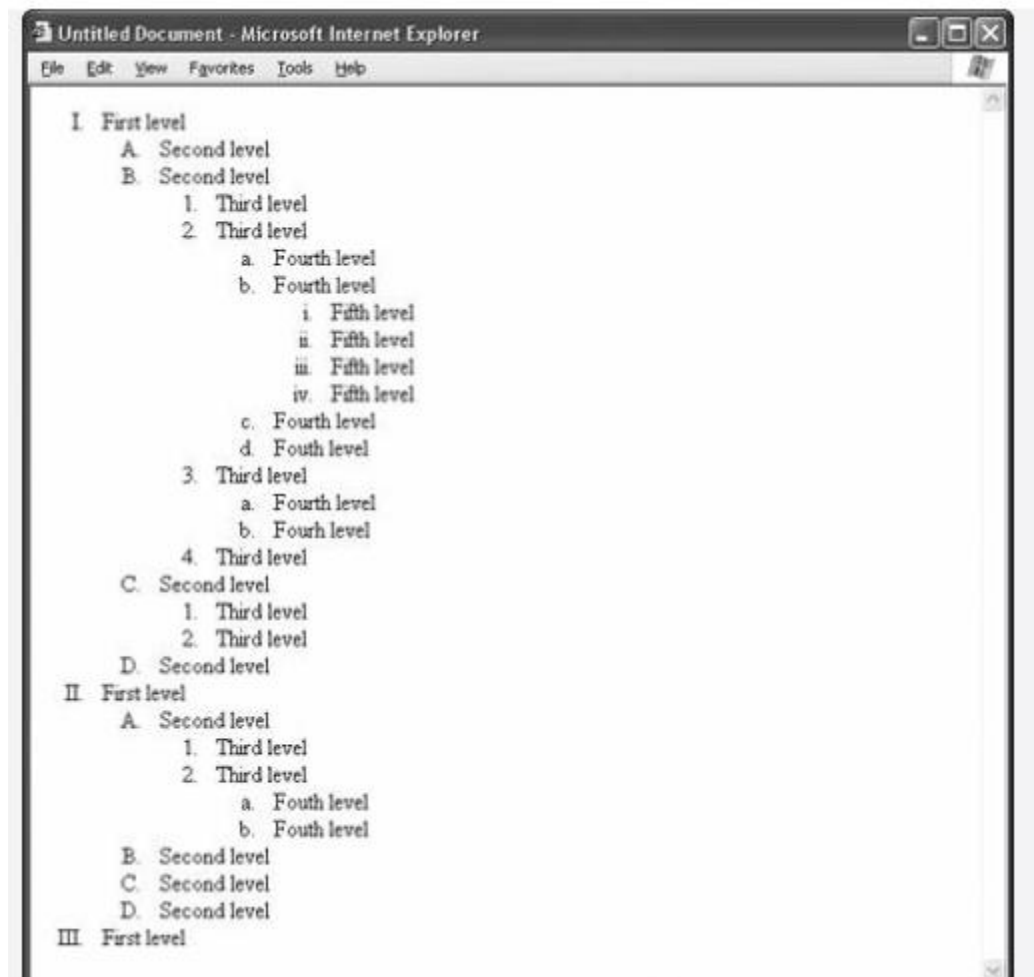 Untitled Document - Microsoft Internet Explorer
File Edit View Favorites Tools Help
I. First level
A. Second level
B. Second level
1. Third level
2. Third level
a. Fourth level
b. Fourth level
i. Fifth level
ii. Fifth level
iii. Fifth level
iv. Fifth level
c. Fourth level
d. Fouth level
3. Third level
a. Fourth level
b. Fourh level
4. Third level
C. Second level
1. Third level
2. Third level
D. Second level
II. First level
A. Second level
1. Third level
2. Third level
a. Fouth level
b. Fouth level
B. Second level
C. Second level
D. Second level
III. First level